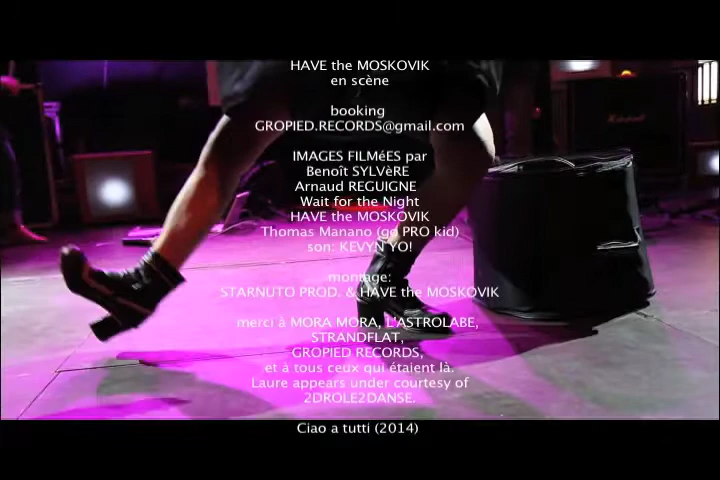 HAVE the MOSKOVIK
en scène
booking
GROPIED.RECORDS@gmail.com
IMAGES FILMéES par
Benoît SYLVèRE
Arnaud REGUIGNE
Wait for the Night
HAVE the MOSKOVIK
Thomas Manano (go PRO kid)
son: KEVYN YO!
montage:
STARNUTO PROD. & HAVE the MOSKOVIK
merci à MORA MORA, L'ASTROLABE,
STRANDFLAT,
GROPIED RECORDS,
et à tous ceux qui étaient là.
Laure appears under courtesy of
2DROLE2DANSE.
Ciao a tutti (2014)